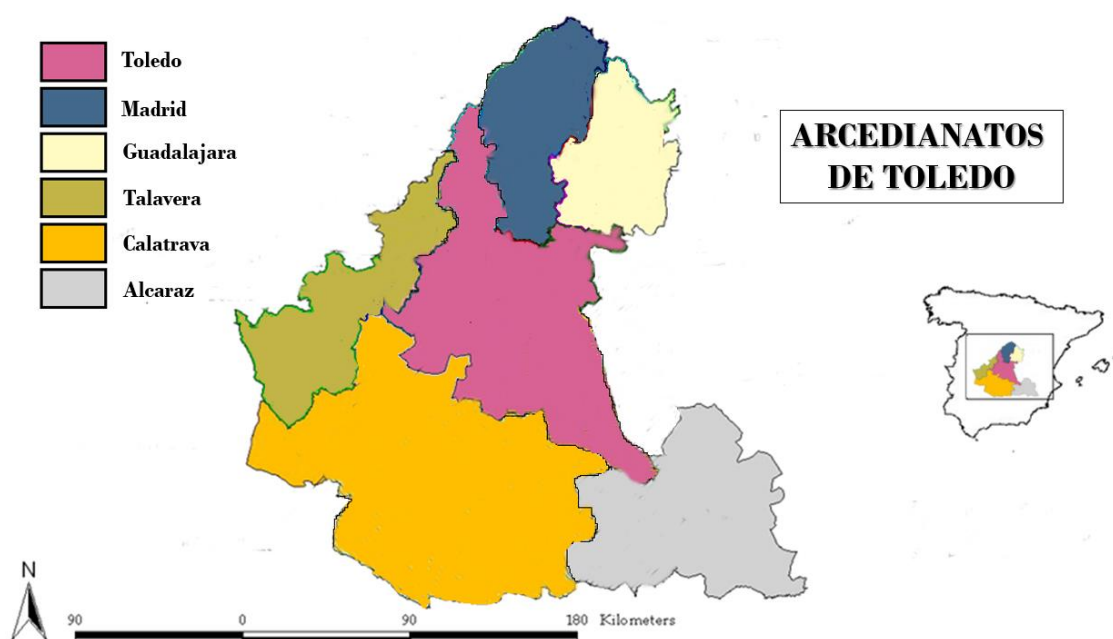 Toledo
Madrid
Guadalajara
Talavera
Calatrava
Alcaraz
ARCEDIANATOS
DE TOLEDO
N
90 0 90 180 Kilometers